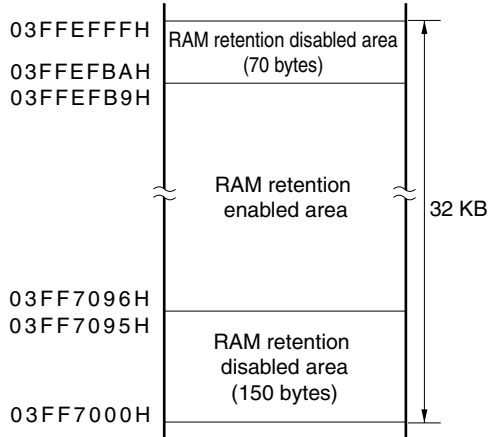 03FFEFFFH
RAM retention disabled area
(70 bytes)
03FFEFBAH
03FFEFB9H
RAM retention
enabled area
32 KB
03FF7096H
03FF7095H
RAM retention
disabled area
(150 bytes)
03FF7000H